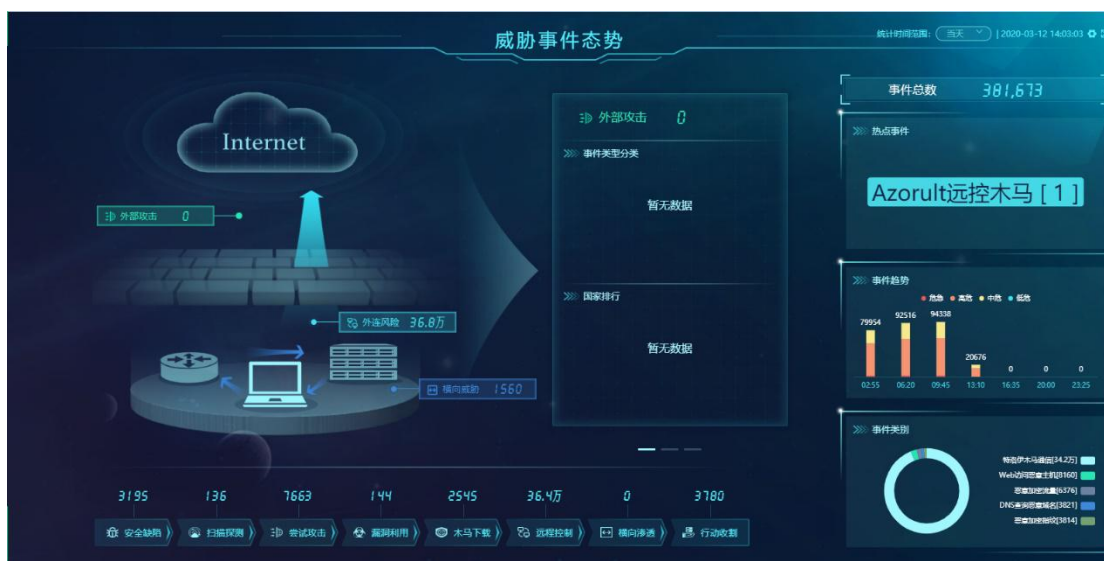 威胁事件态势
统计时间范围: 当天 | 2020-03-12 14:03:03
Internet
外部攻击 0
外连风险 36.8万
横向威胁 1560
外部攻击 0
事件类型分类
暂无数据
国家排行
暂无数据
事件总数 381,673
热点事件
Azorult远控木马 [ 1 ]
事件趋势
危急 高危 中危 低危
79954 92516 94338 20676 0 0 0
02:55 06:20 09:45 13:10 16:35 20:00 23:25
事件类别
特洛伊木马通信[34.2万]
Web访问恶意主机[8160]
恶意加密流量[6376]
DNS查询恶意域名[3821]
恶意加密指纹[3814]
3195 136 7663 144 2545 36.4万 0 3780
安全缺陷 扫描探测 尝试攻击 漏洞利用 木马下载 远程控制 横向渗透 行动收割